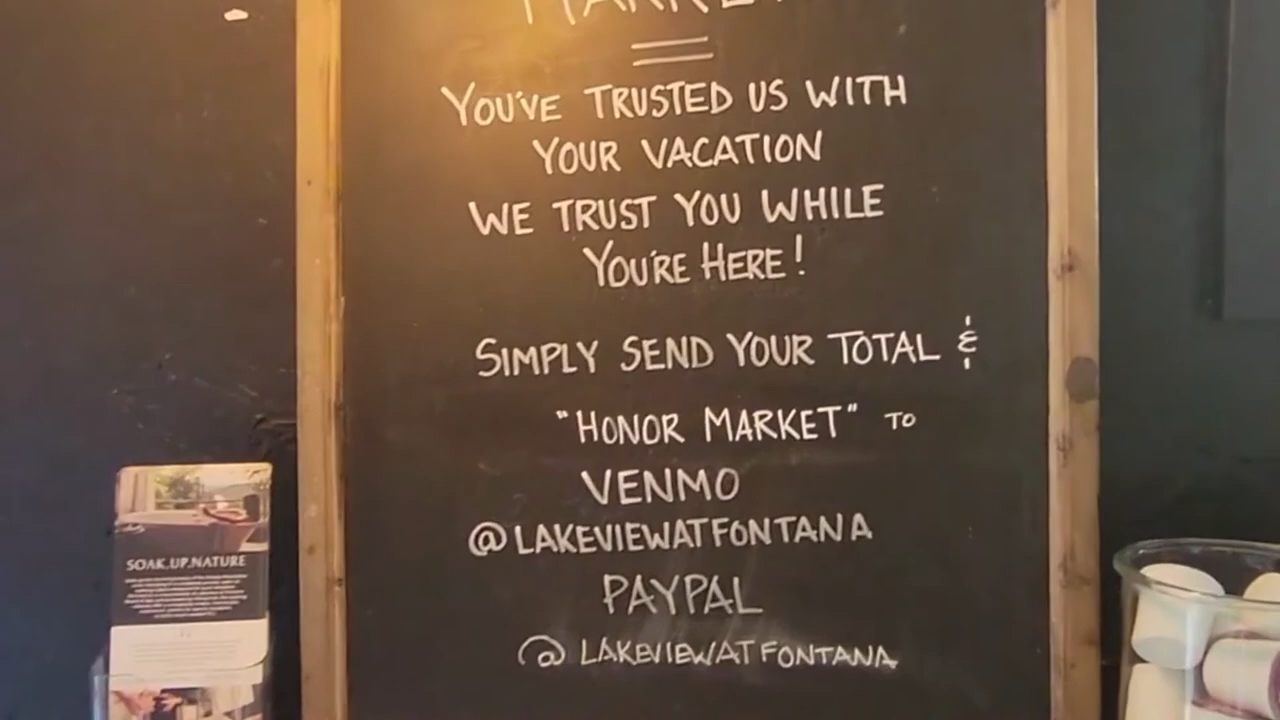 MARKET
YOU'VE TRUSTED US WITH
YOUR VACATION
WE TRUST YOU WHILE
YOU'RE HERE!
SIMPLY SEND YOUR TOTAL &
"HONOR MARKET" TO
VENMO
@LAKEVIEWATFONTANA
PAYPAL
@LAKEVIEWATFONTANA
SOAK.UP.NATURE